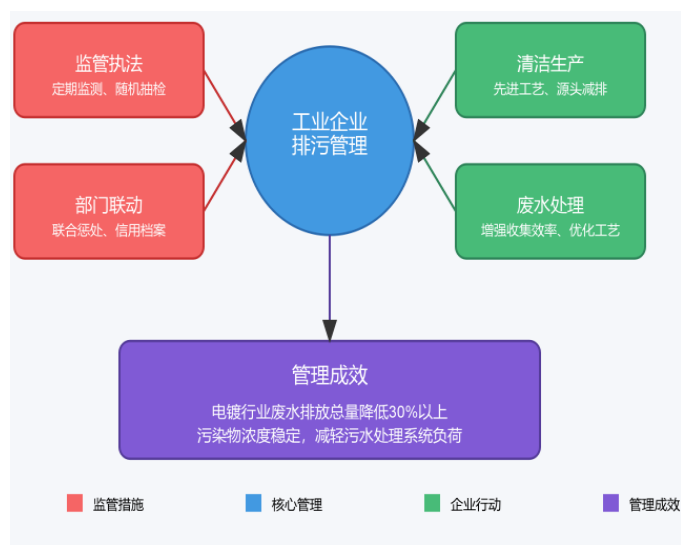 监管执法
定期监测、随机抽检
清洁生产
先进工艺、源头减排
工业企业
排污管理
部门联动
联合惩处、信用档案
废水处理
增强收集效率、优化工艺
管理成效
电镀行业废水排放总量降低30%以上
污染物浓度稳定，减轻污水处理系统负荷
监管措施
核心管理
企业行动
管理成效